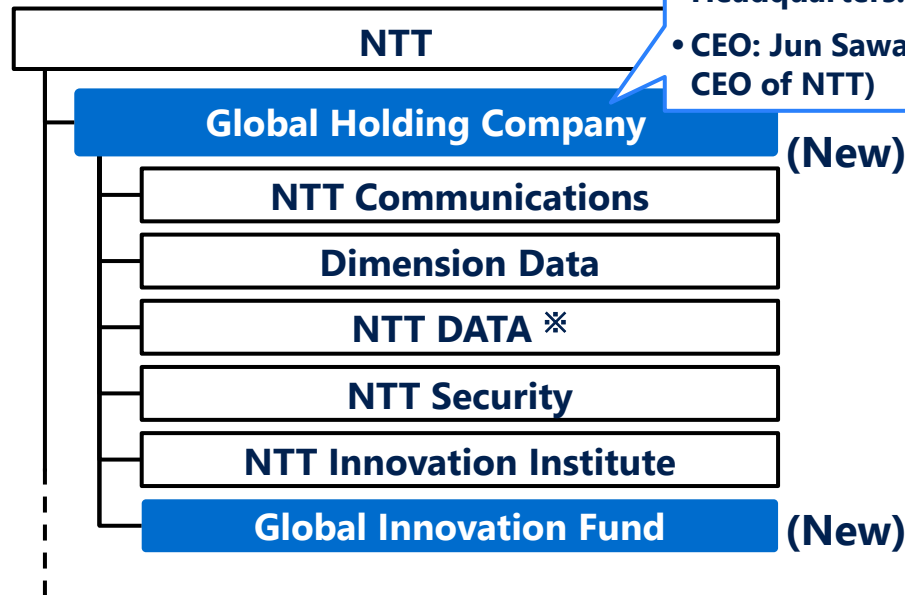 NTT
• CEO: Jun Sawa
CEO of NTT)
Global Holding Company
(New)
NTT Communications
Dimension Data
NTT DATA ※
NTT Security
NTT Innovation Institute
Global Innovation Fund
(New)